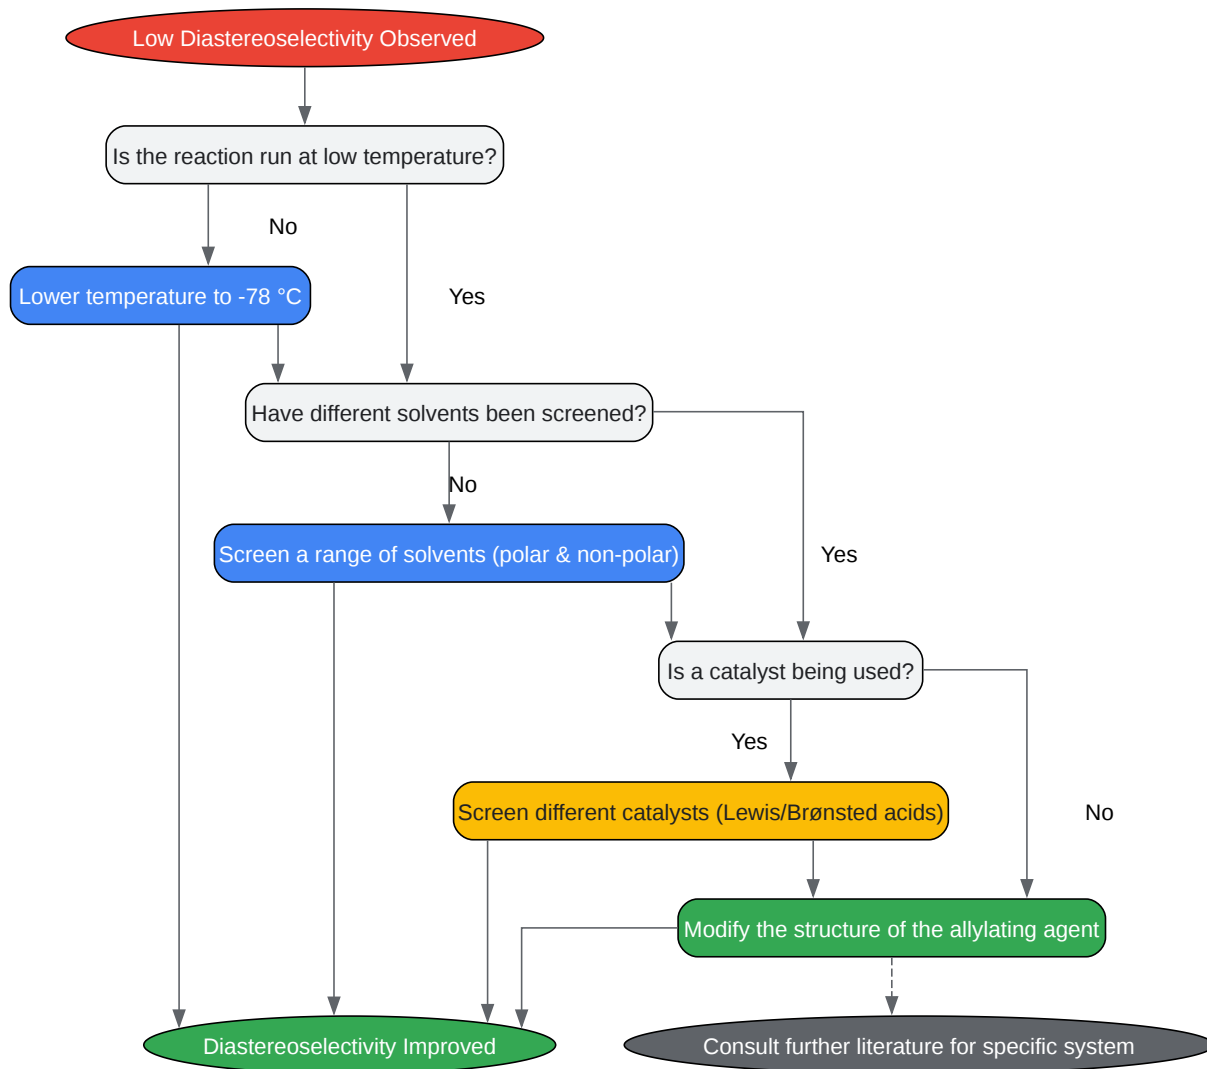 Low Diastereoselectivity Observed
Is the reaction run at low temperature?
No
Lower temperature to -78 °C
Yes
Have different solvents been screened?
No
Screen a range of solvents (polar & non-polar)
Yes
Is a catalyst being used?
Yes
Screen different catalysts (Lewis/Brønsted acids)
No
Modify the structure of the allylating agent
Diastereoselectivity Improved
Consult further literature for specific system